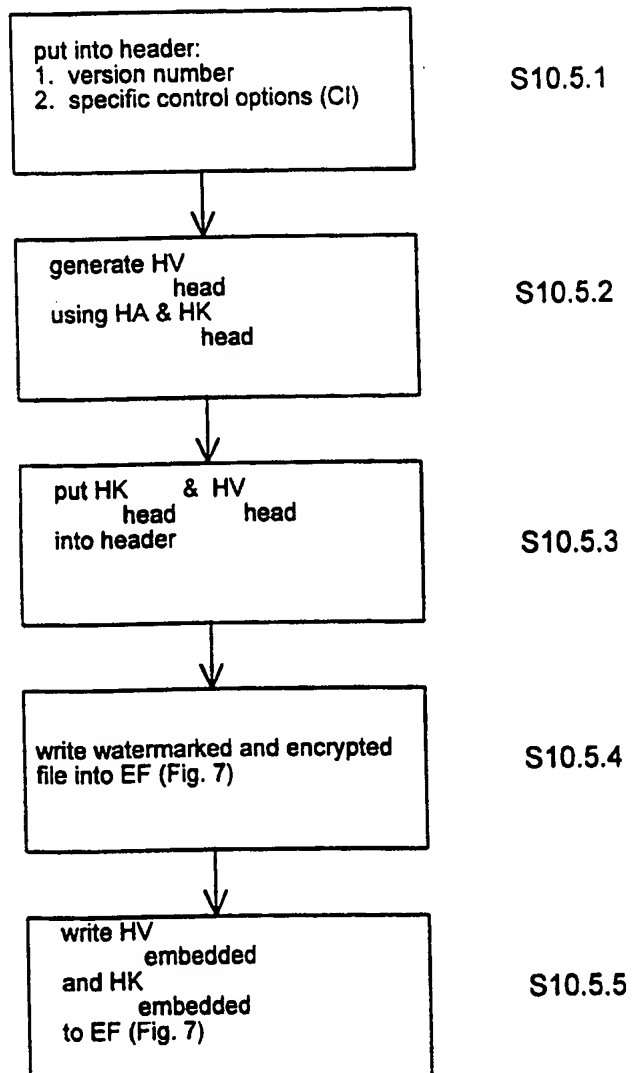 put into header:
1. version number
2. specific control options (CI)
S10.5.1
generate HV
head
using HA & HK
head
S10.5.2
put HK & HV
head head
into header
S10.5.3
write watermarked and encrypted
file into EF (Fig. 7)
S10.5.4
write HV
embedded
and HK
embedded
to EF (Fig. 7)
S10.5.5